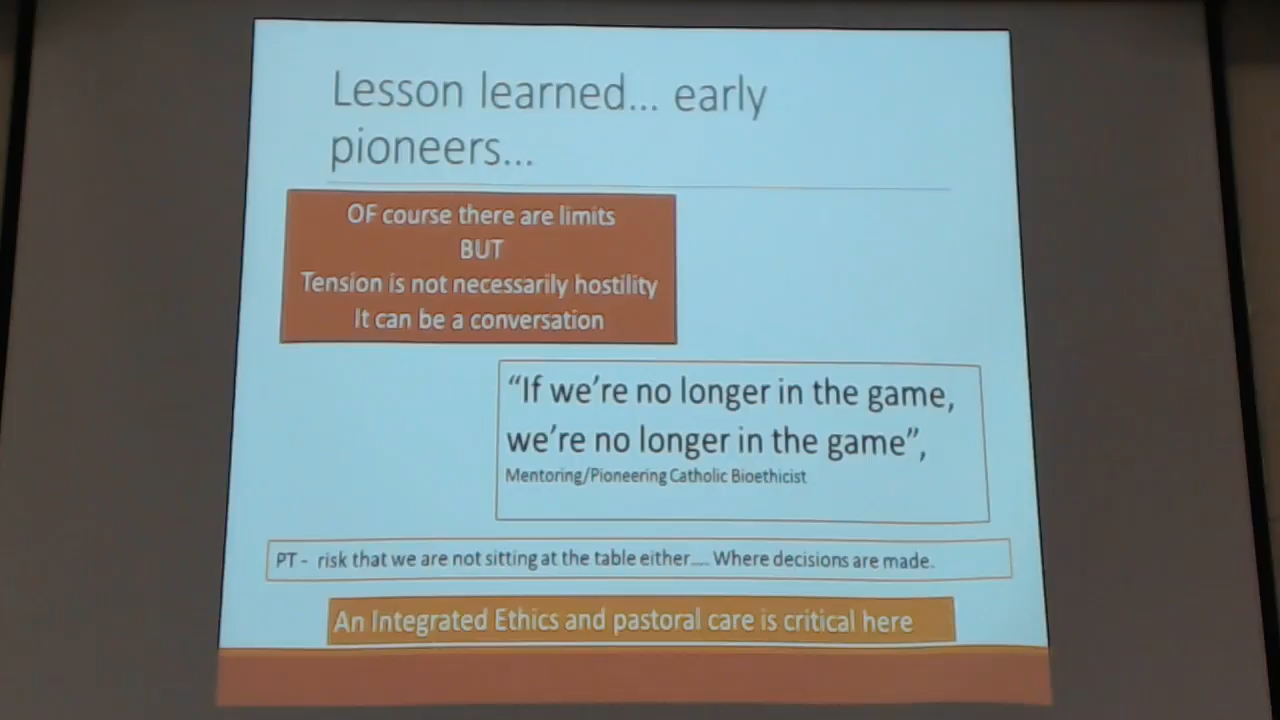 Lesson learned... early
pioneers...
OF course there are limits
BUT
Tension is not necessarily hostility
It can be a conversation
“If we’re no longer in the game,
we’re no longer in the game”,
Mentoring/Pioneering Catholic Bioethicist
PT - risk that we are not sitting at the table either.... Where decisions are made.
An Integrated Ethics and pastoral care is critical here